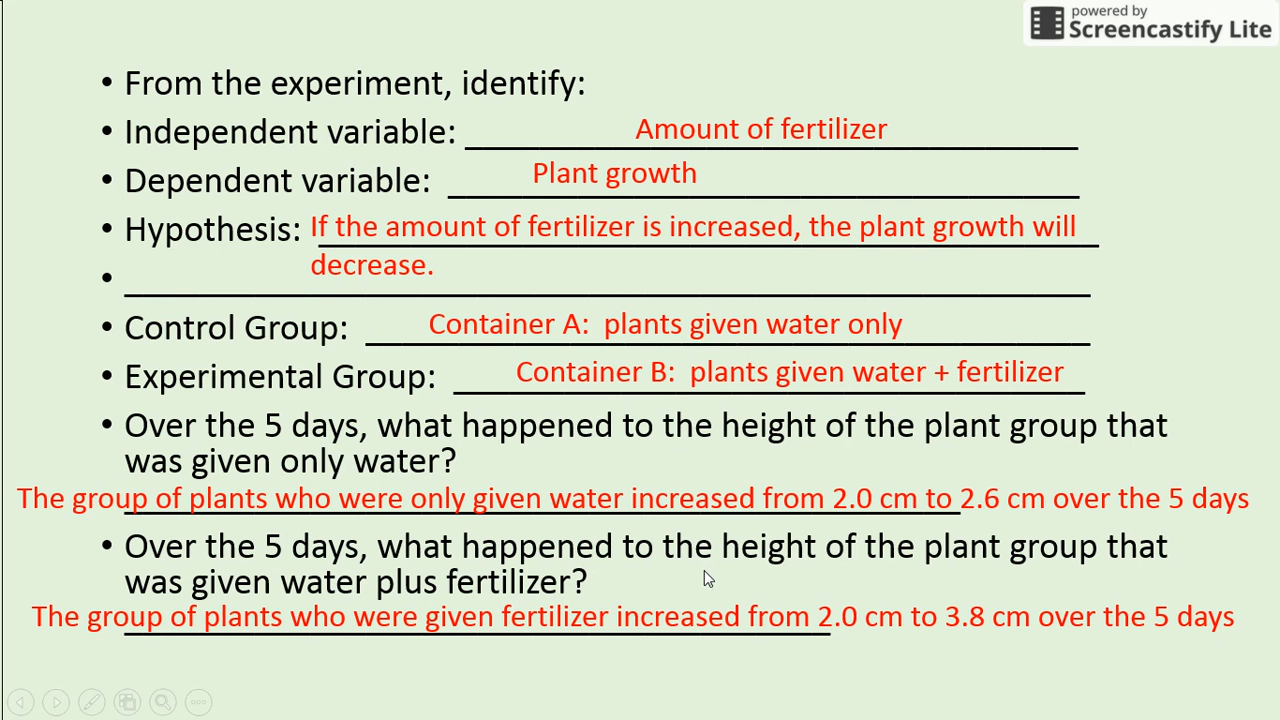 powered by
Screencastify Lite
• From the experiment, identify:
• Independent variable: Amount of fertilizer
• Dependent variable: Plant growth
• Hypothesis: If the amount of fertilizer is increased, the plant growth will
• decrease.
• Control Group: Container A: plants given water only
• Experimental Group: Container B: plants given water + fertilizer
• Over the 5 days, what happened to the height of the plant group that
was given only water?
The group of plants who were only given water increased from 2.0 cm to 2.6 cm over the 5 days
• Over the 5 days, what happened to the height of the plant group that
was given water plus fertilizer?
The group of plants who were given fertilizer increased from 2.0 cm to 3.8 cm over the 5 days